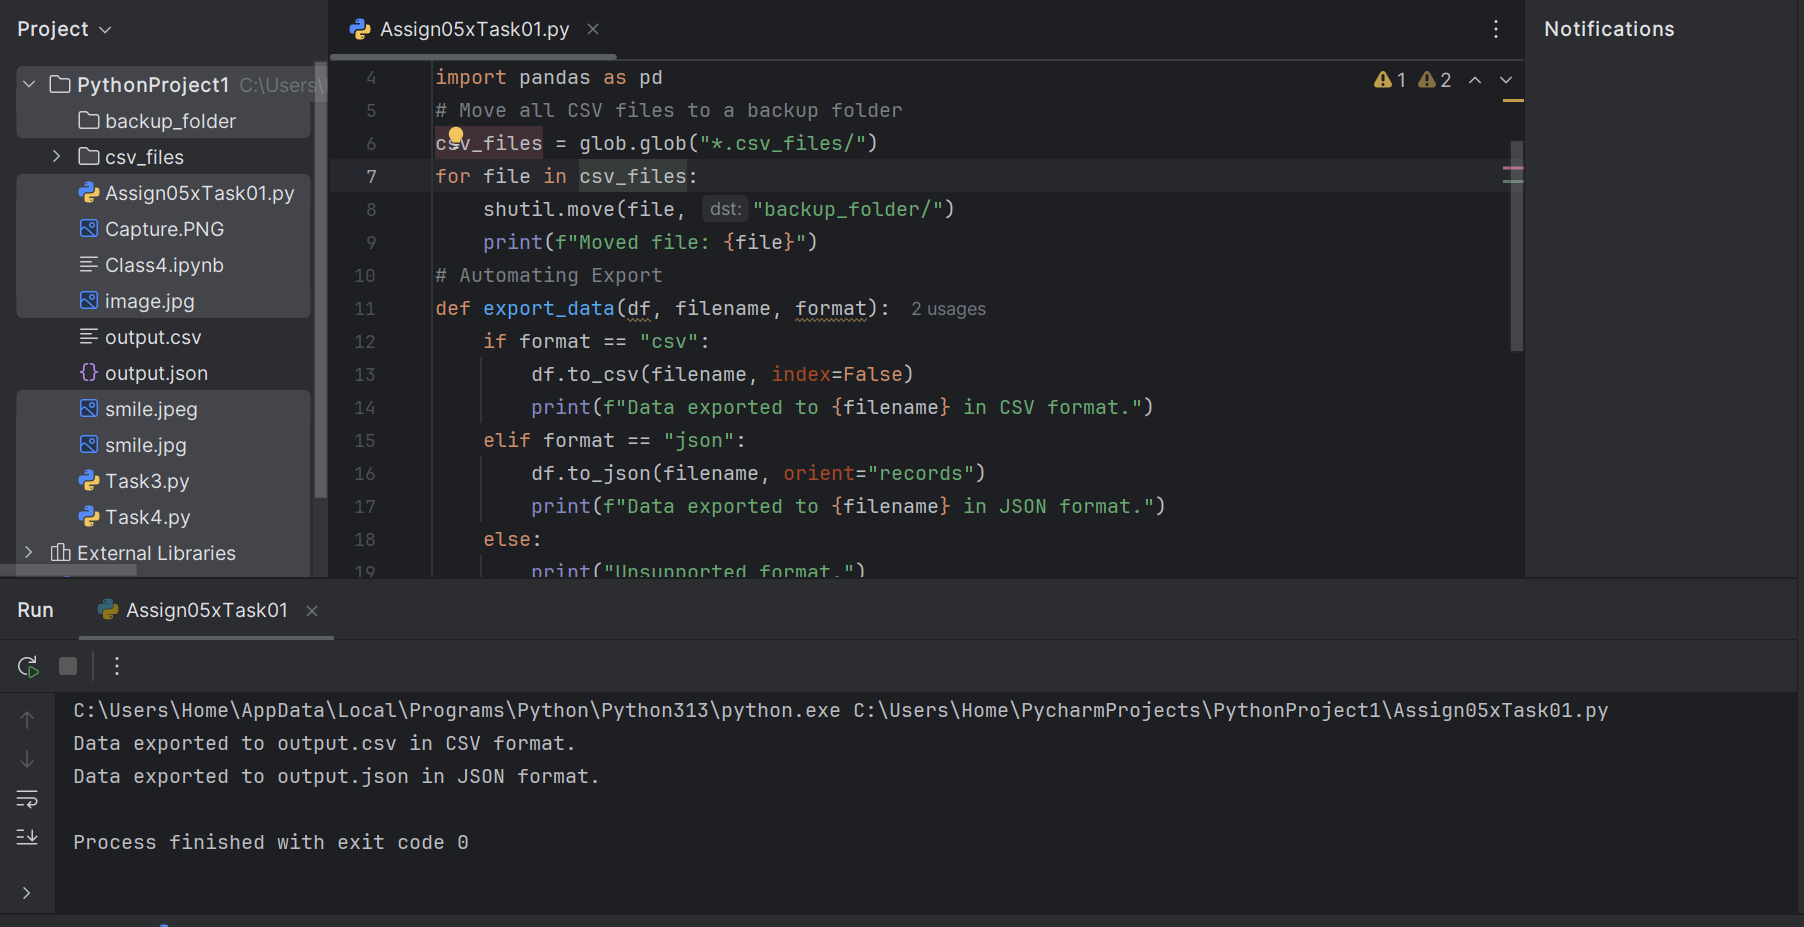 Project
Assign05xTask01.py
Notifications
PythonProject1 C:\Users\
backup_folder
csv_files
Assign05xTask01.py
Capture.PNG
Class4.ipynb
image.jpg
output.csv
output.json
smile.jpeg
smile.jpg
Task3.py
Task4.py
External Libraries
1 2
4 import pandas as pd
5 # Move all CSV files to a backup folder
6 csv_files = glob.glob("*.csv_files/")
7 for file in csv_files:
8 shutil.move(file, dst: "backup_folder/")
9 print(f"Moved file: {file}")
10 # Automating Export
11 def export_data(df, filename, format): 2 usages
12 if format == "csv":
13 df.to_csv(filename, index=False)
14 print(f"Data exported to {filename} in CSV format.")
15 elif format == "json":
16 df.to_json(filename, orient="records")
17 print(f"Data exported to {filename} in JSON format.")
18 else:
19 print("Unsupported format.")
Run
Assign05xTask01
C:\Users\Home\AppData\Local\Programs\Python\Python313\python.exe C:\Users\Home\PycharmProjects\PythonProject1\Assign05xTask01.py
Data exported to output.csv in CSV format.
Data exported to output.json in JSON format.
Process finished with exit code 0